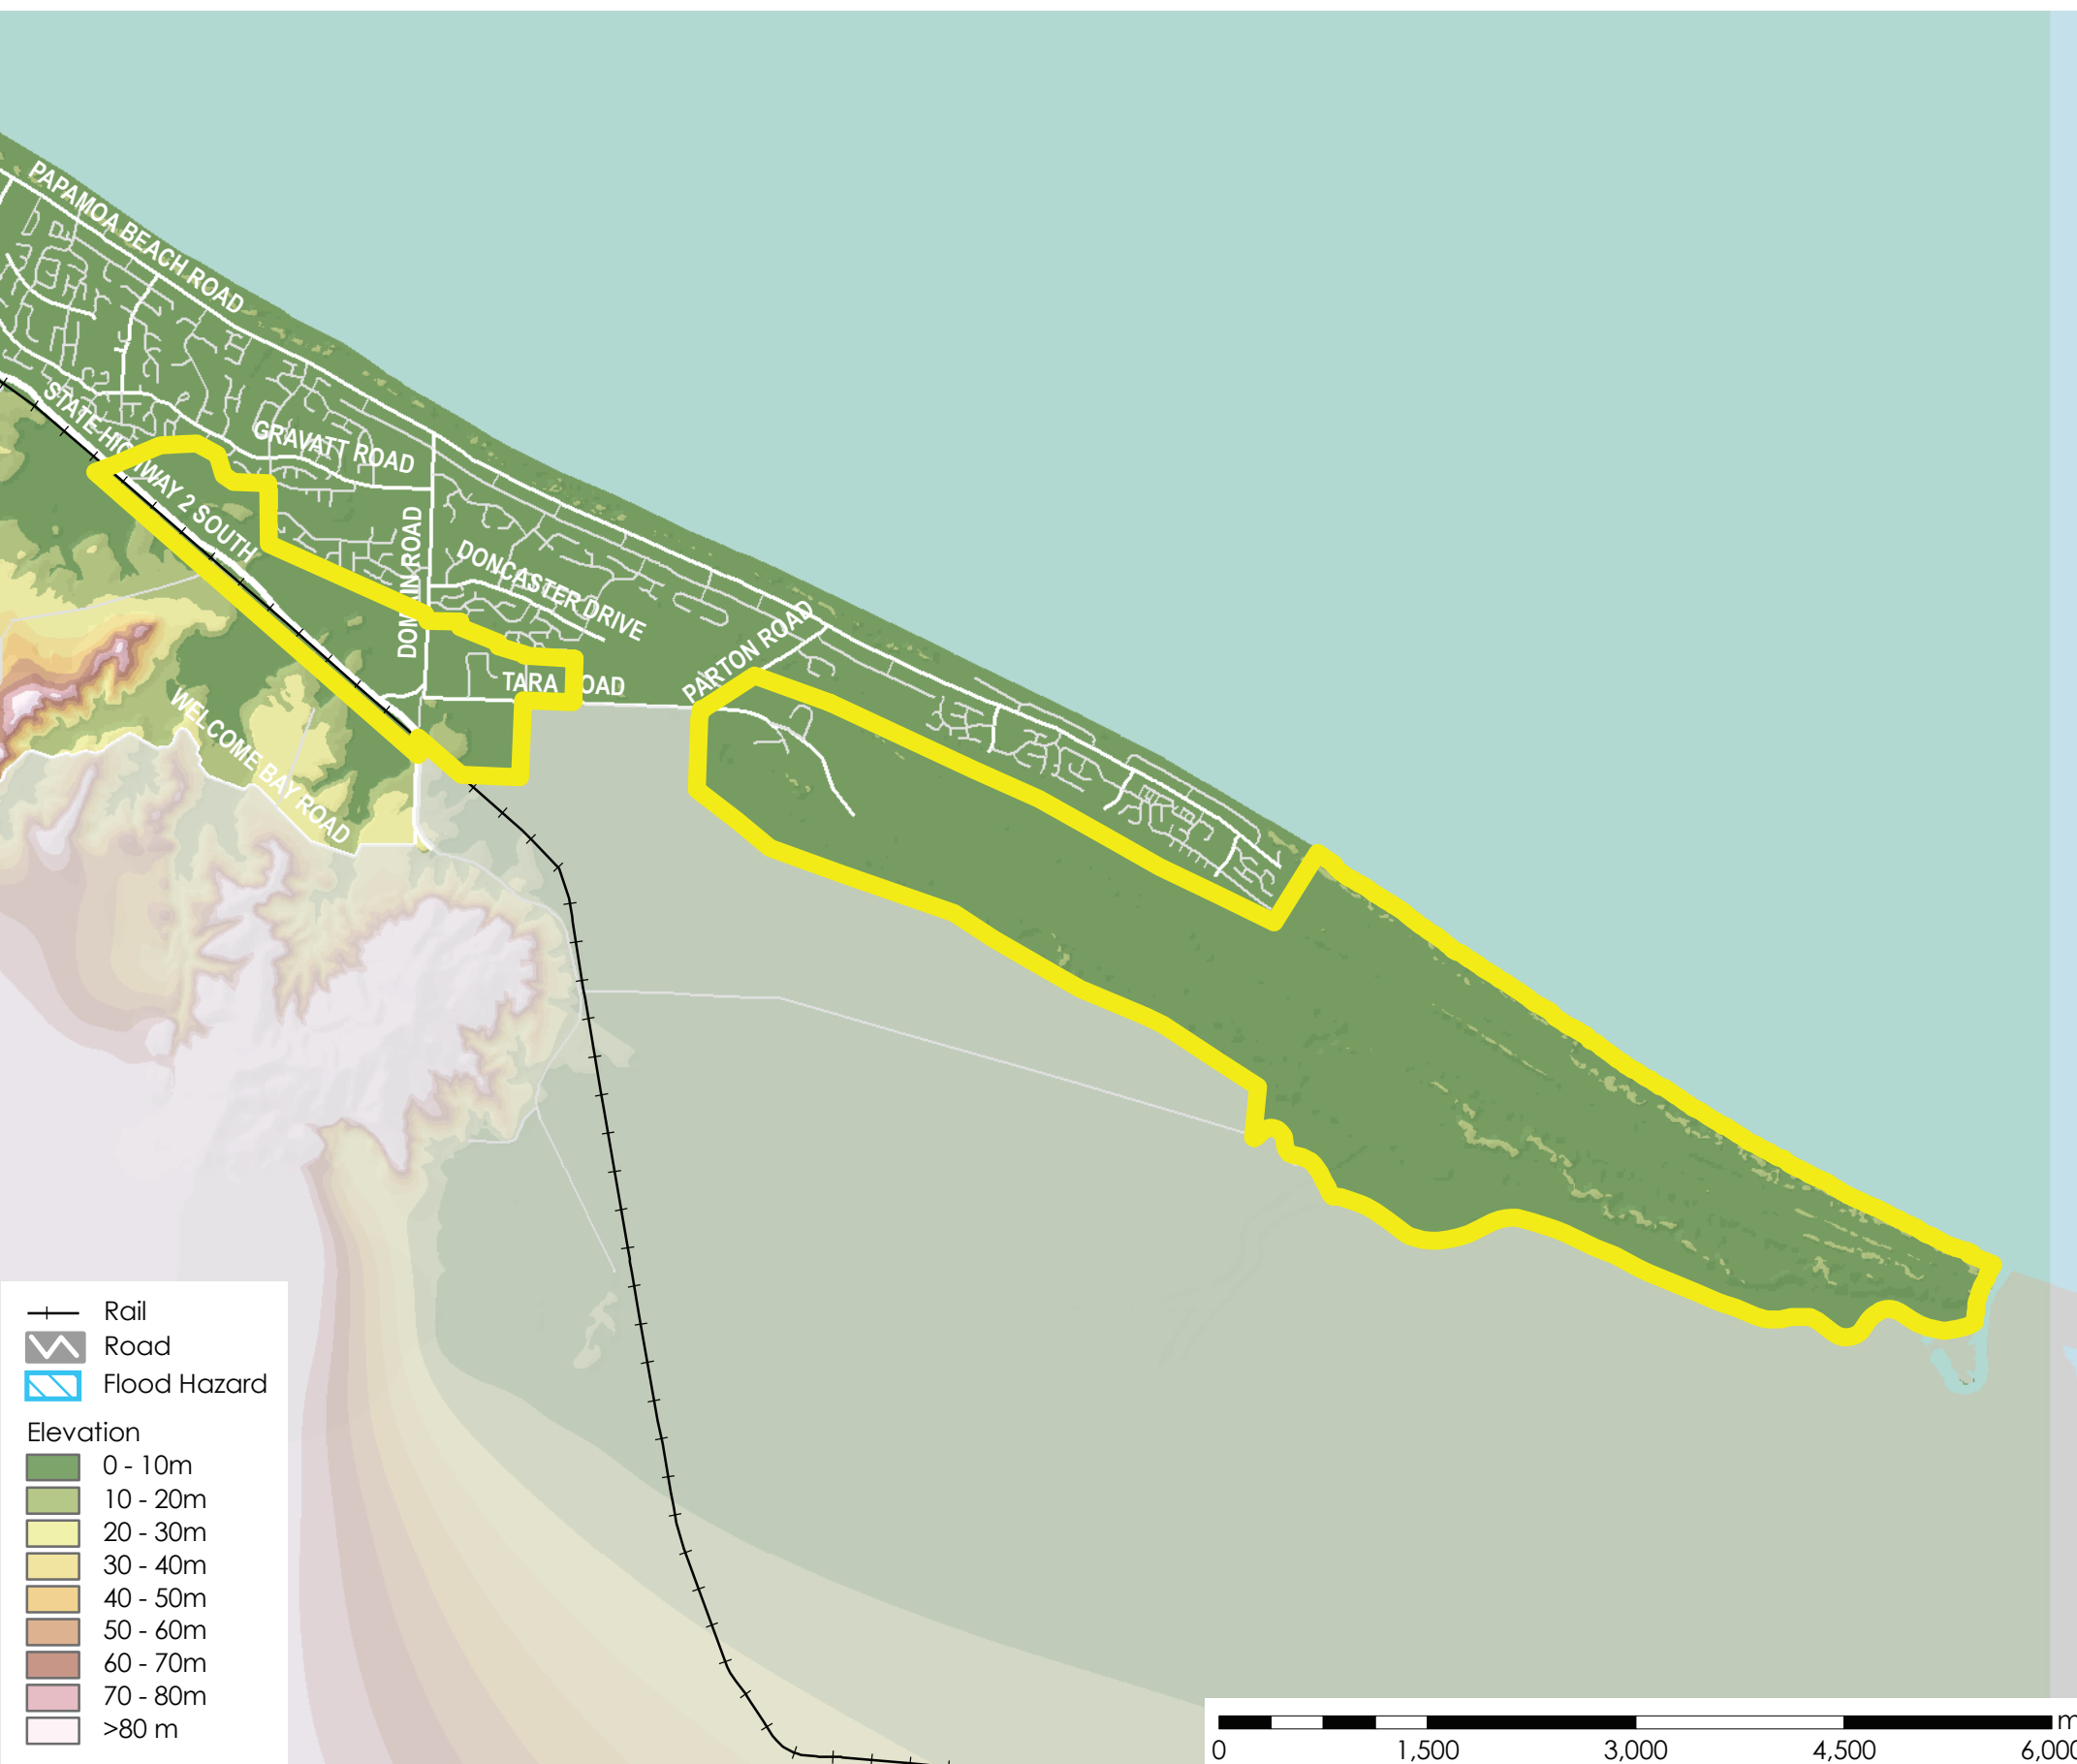 PAPAMOA BEACH ROAD
STATE HIGHWAY 2 SOUTH
GRAVATT ROAD
DOMAIN ROAD
DONCASTER DRIVE
PARTON ROAD
TARA ROAD
WELCOME BAY ROAD
Rail
Road
Flood Hazard
Elevation
0 - 10m
10 - 20m
20 - 30m
30 - 40m
40 - 50m
50 - 60m
60 - 70m
70 - 80m
>80 m
m
0 1,500 3,000 4,500 6,000